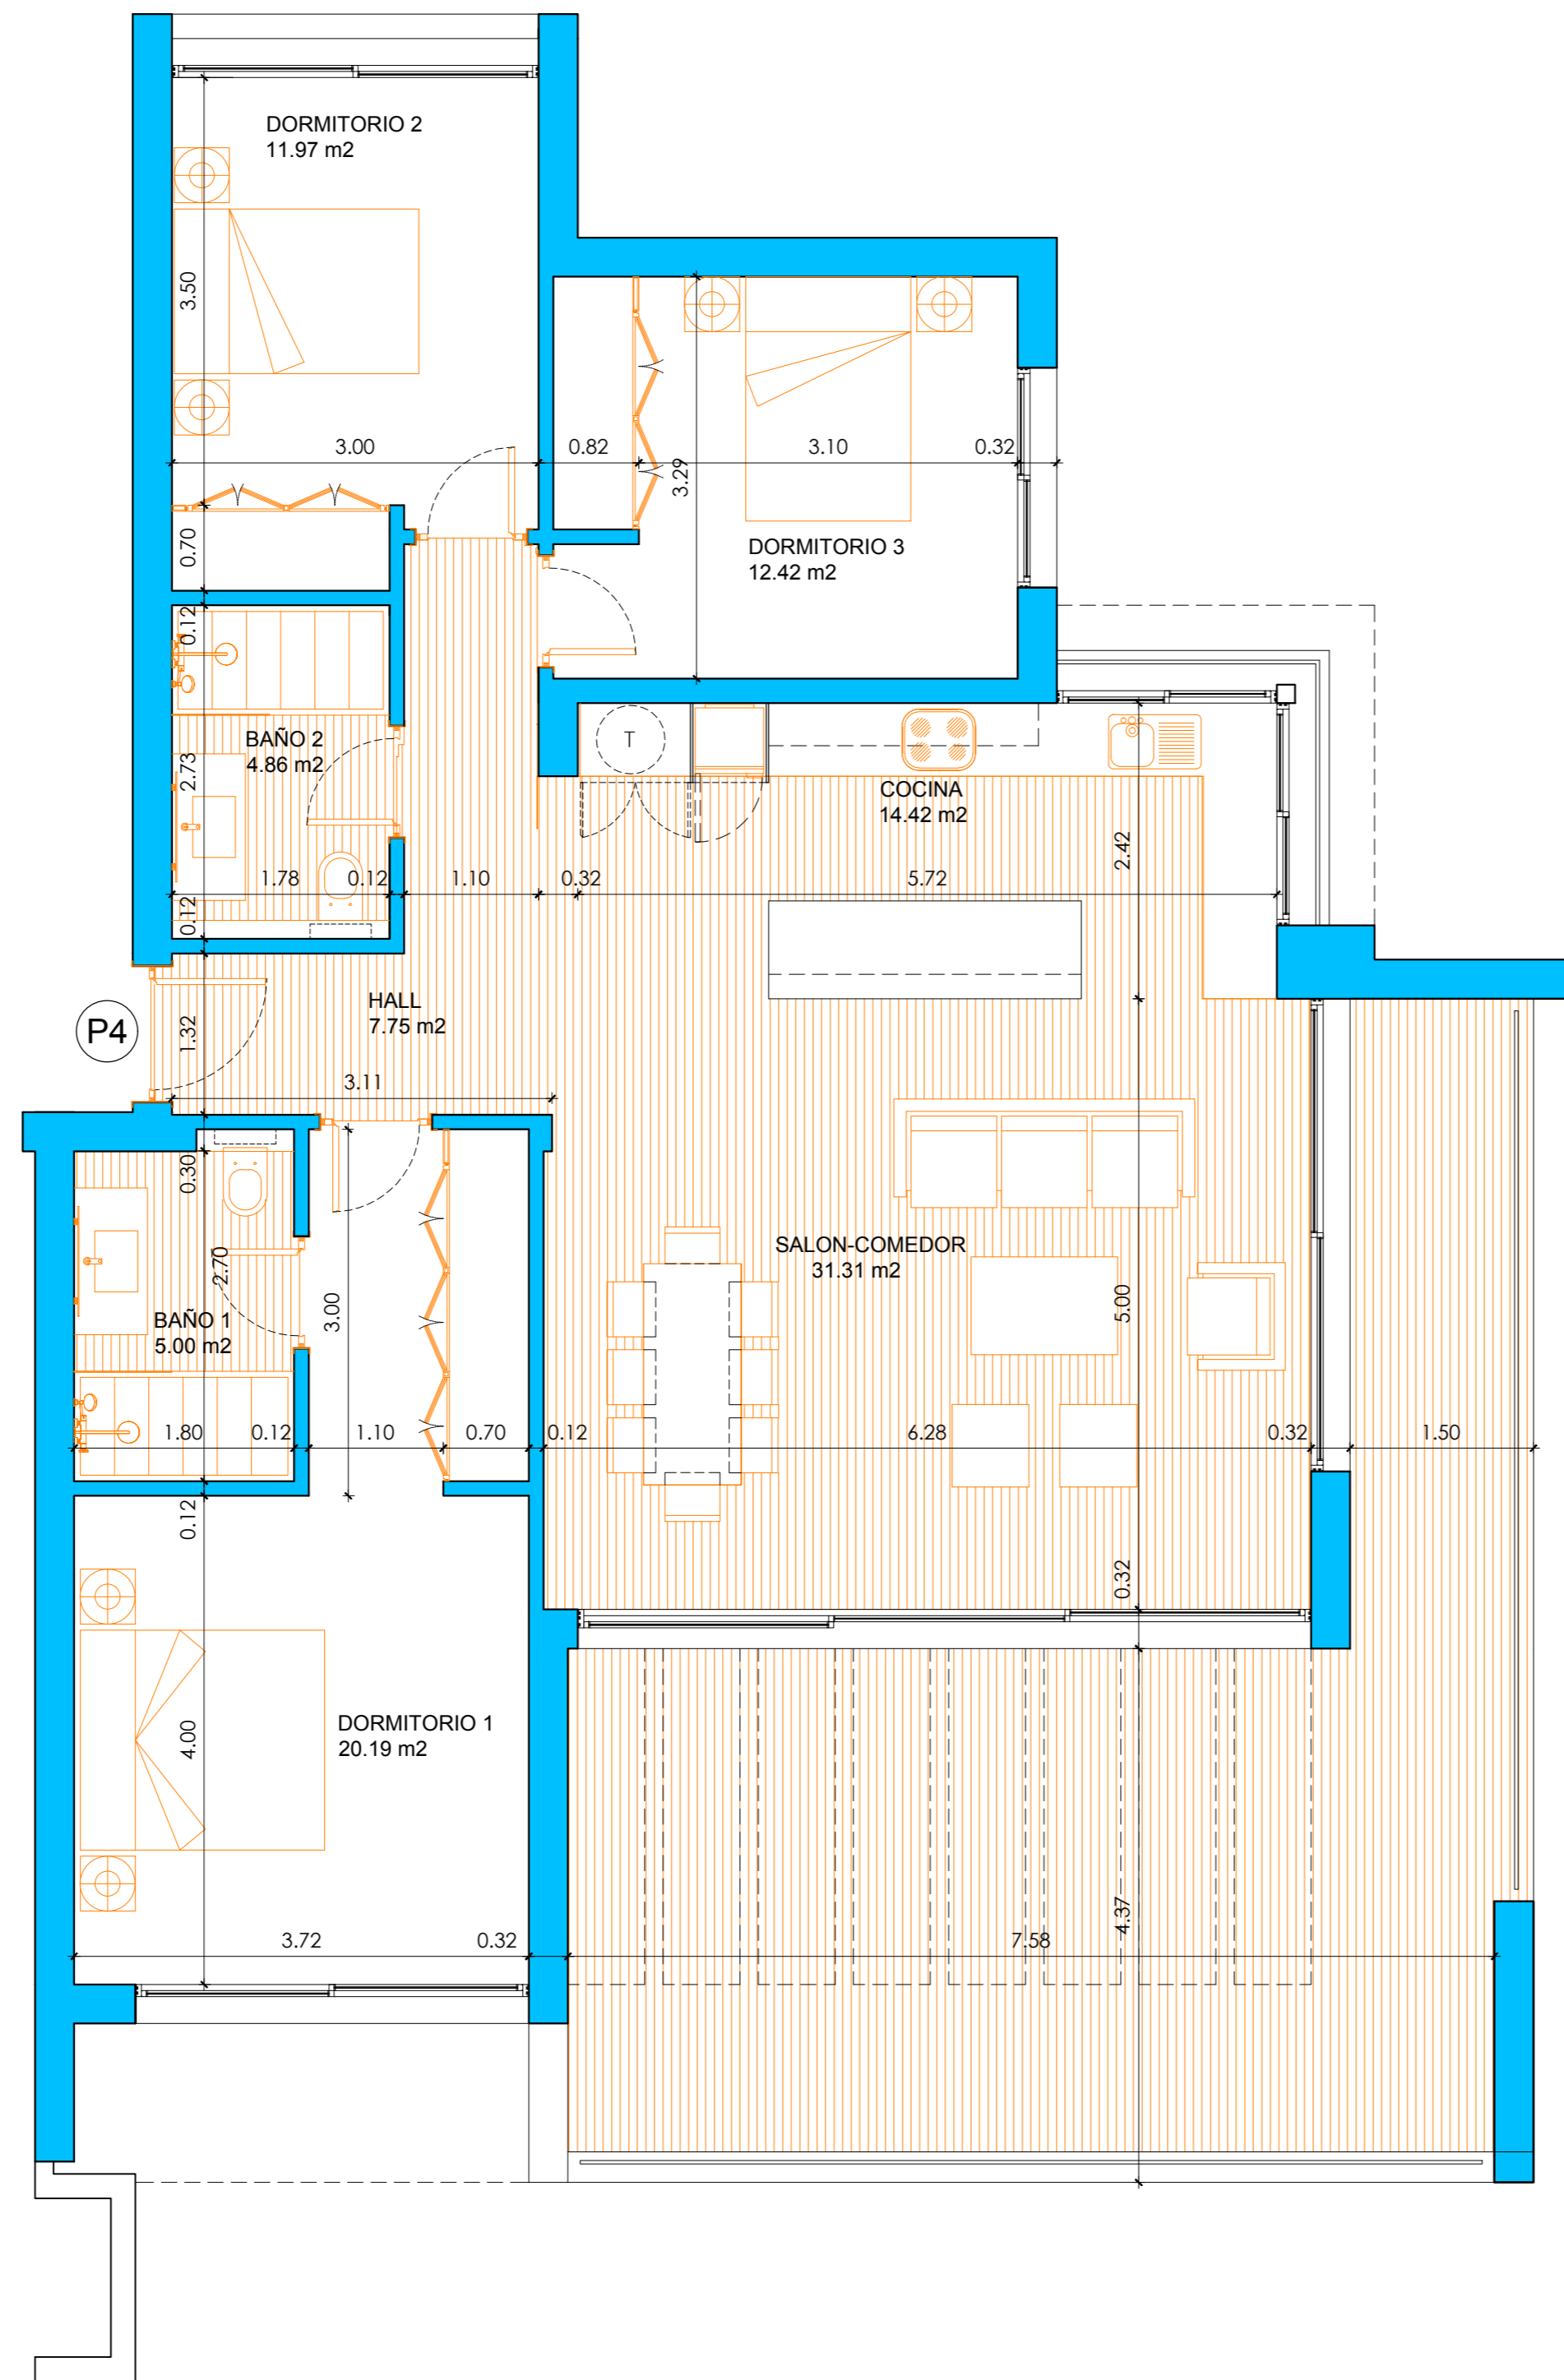 DORMITORIO 2
11.97 m2
3.50
3.00
0.82
3.10
0.32
3.29
DORMITORIO 3
12.42 m2
0.70
0.12
BAÑO 2
4.86 m2
2.73
T
COCINA
14.42 m2
2.42
1.78
0.12
1.10
0.32
5.72
0.12
HALL
7.75 m2
P4
1.32
3.11
0.30
2.70
BAÑO 1
5.00 m2
3.00
SALON-COMEDOR
31.31 m2
5.00
1.80
0.12
1.10
0.70
0.12
6.28
0.32
1.50
0.12
0.32
DORMITORIO 1
20.19 m2
4.00
4.37
3.72
0.32
7.58